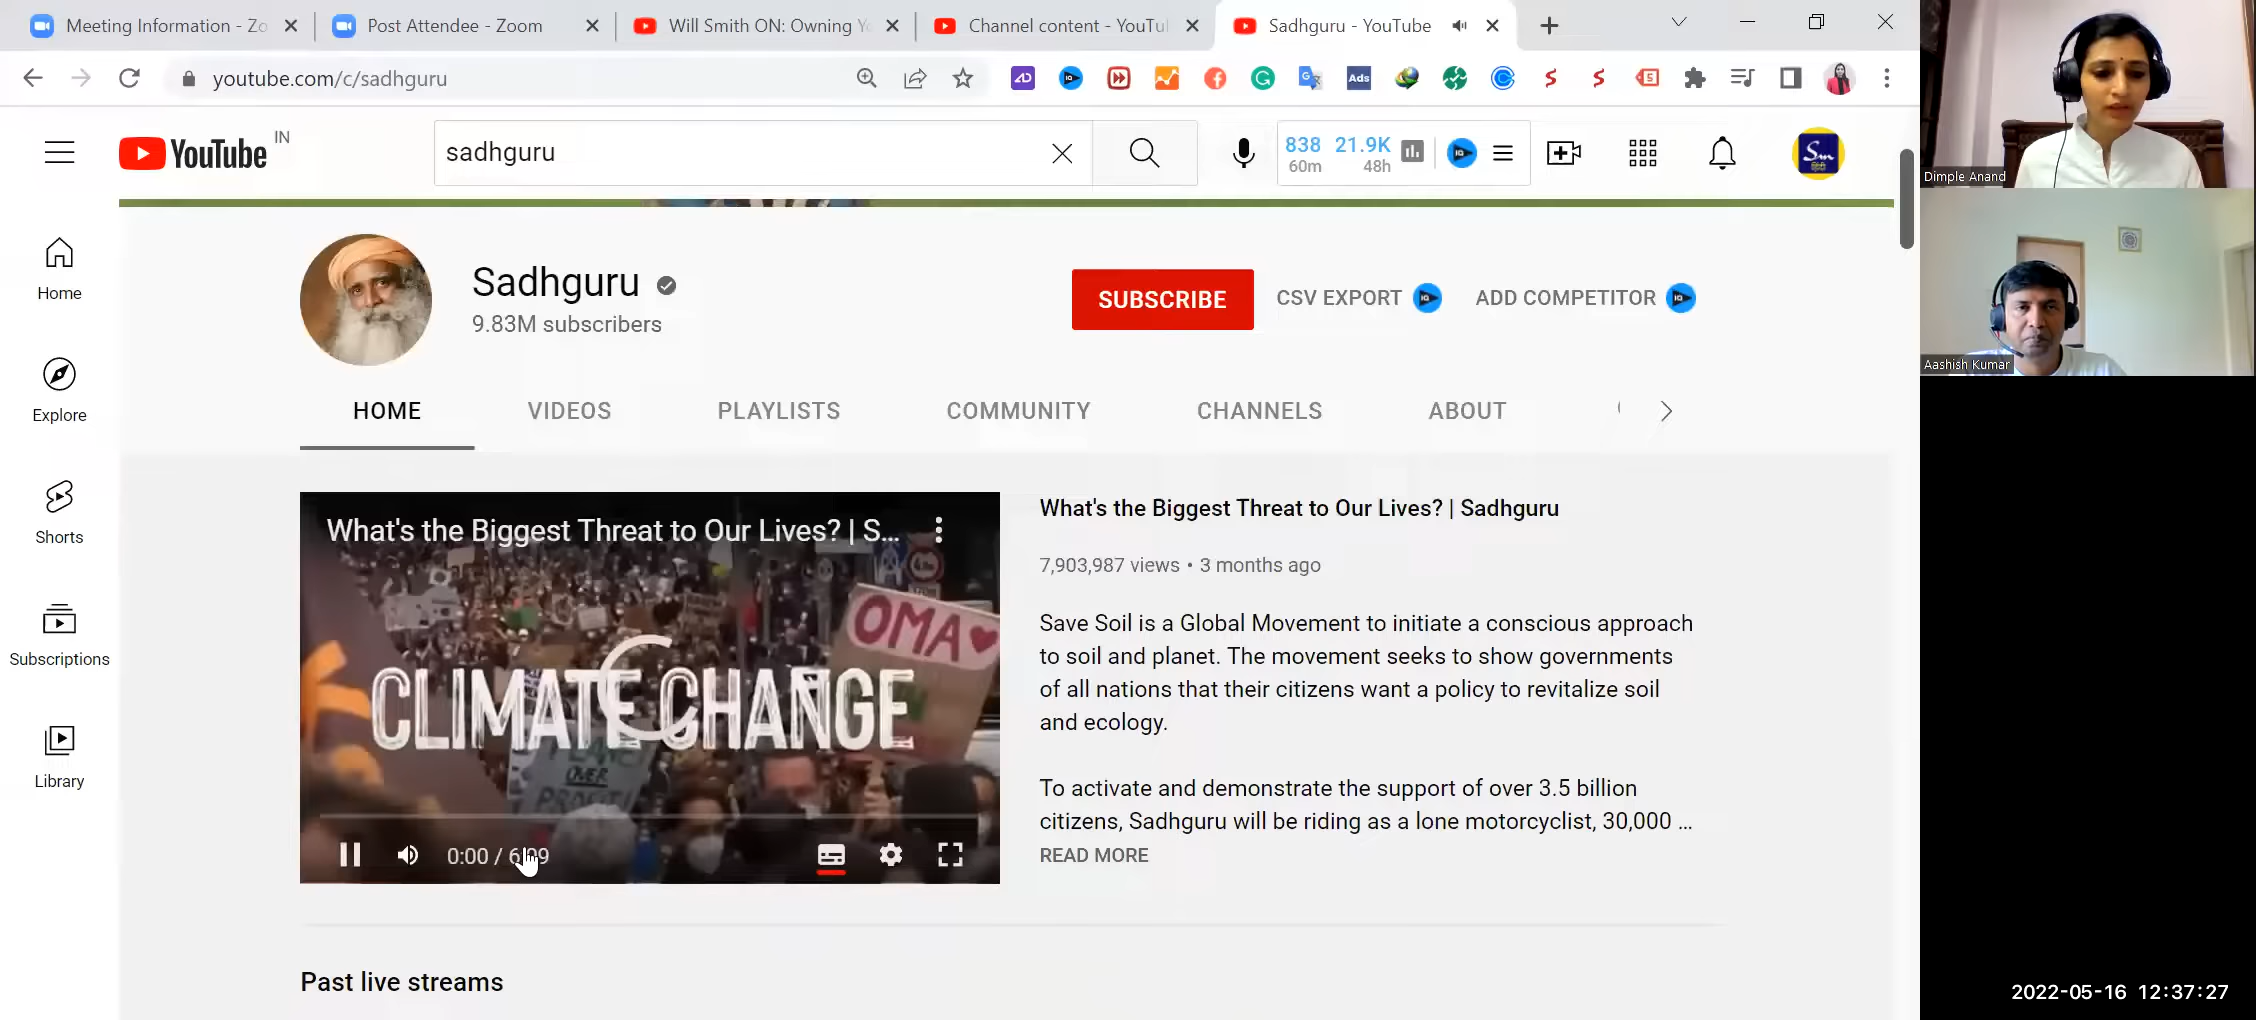 Meeting Information - Zo
Post Attendee - Zoom
Will Smith ON: Owning Yo
Channel content - YouTu
Sadhguru - YouTube
youtube.com/c/sadhguru
Ads
YouTube IN
sadhguru
838 21.9K
60m 48h
Dimple Anand
Home
Sadhguru
9.83M subscribers
SUBSCRIBE
CSV EXPORT
ADD COMPETITOR
Aashish Kumar
Explore
HOME
VIDEOS
PLAYLISTS
COMMUNITY
CHANNELS
ABOUT
Shorts
What's the Biggest Threat to Our Lives? | S...
OMA
CLIMATE CHANGE
OVER
0:00 / 6:09
What's the Biggest Threat to Our Lives? | Sadhguru
7,903,987 views • 3 months ago
Save Soil is a Global Movement to initiate a conscious approach
to soil and planet. The movement seeks to show governments
of all nations that their citizens want a policy to revitalize soil
and ecology.
To activate and demonstrate the support of over 3.5 billion
citizens, Sadhguru will be riding as a lone motorcyclist, 30,000 ...
READ MORE
Subscriptions
Library
Past live streams
2022-05-16 12:37:27